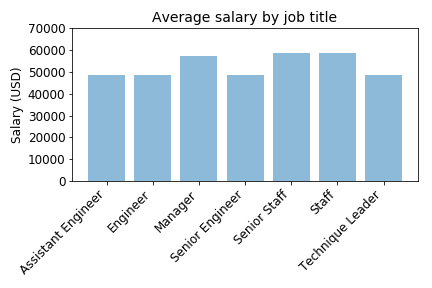 Average salary by job title
Salary (USD)
70000
60000
50000
40000
30000
20000
10000
0
Assistant Engineer
Engineer
Manager
Senior Engineer
Senior Staff
Staff
Technique Leader